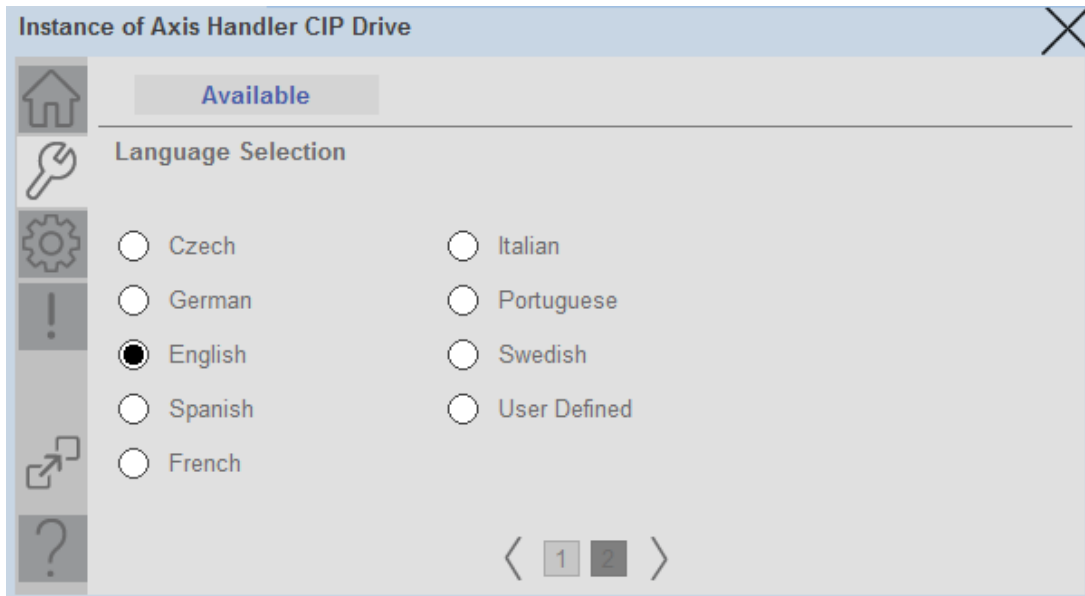 Instance of Axis Handler CIP Drive
Available
Language Selection
Czech
German
English
Spanish
French
Italian
Portuguese
Swedish
User Defined
1 2